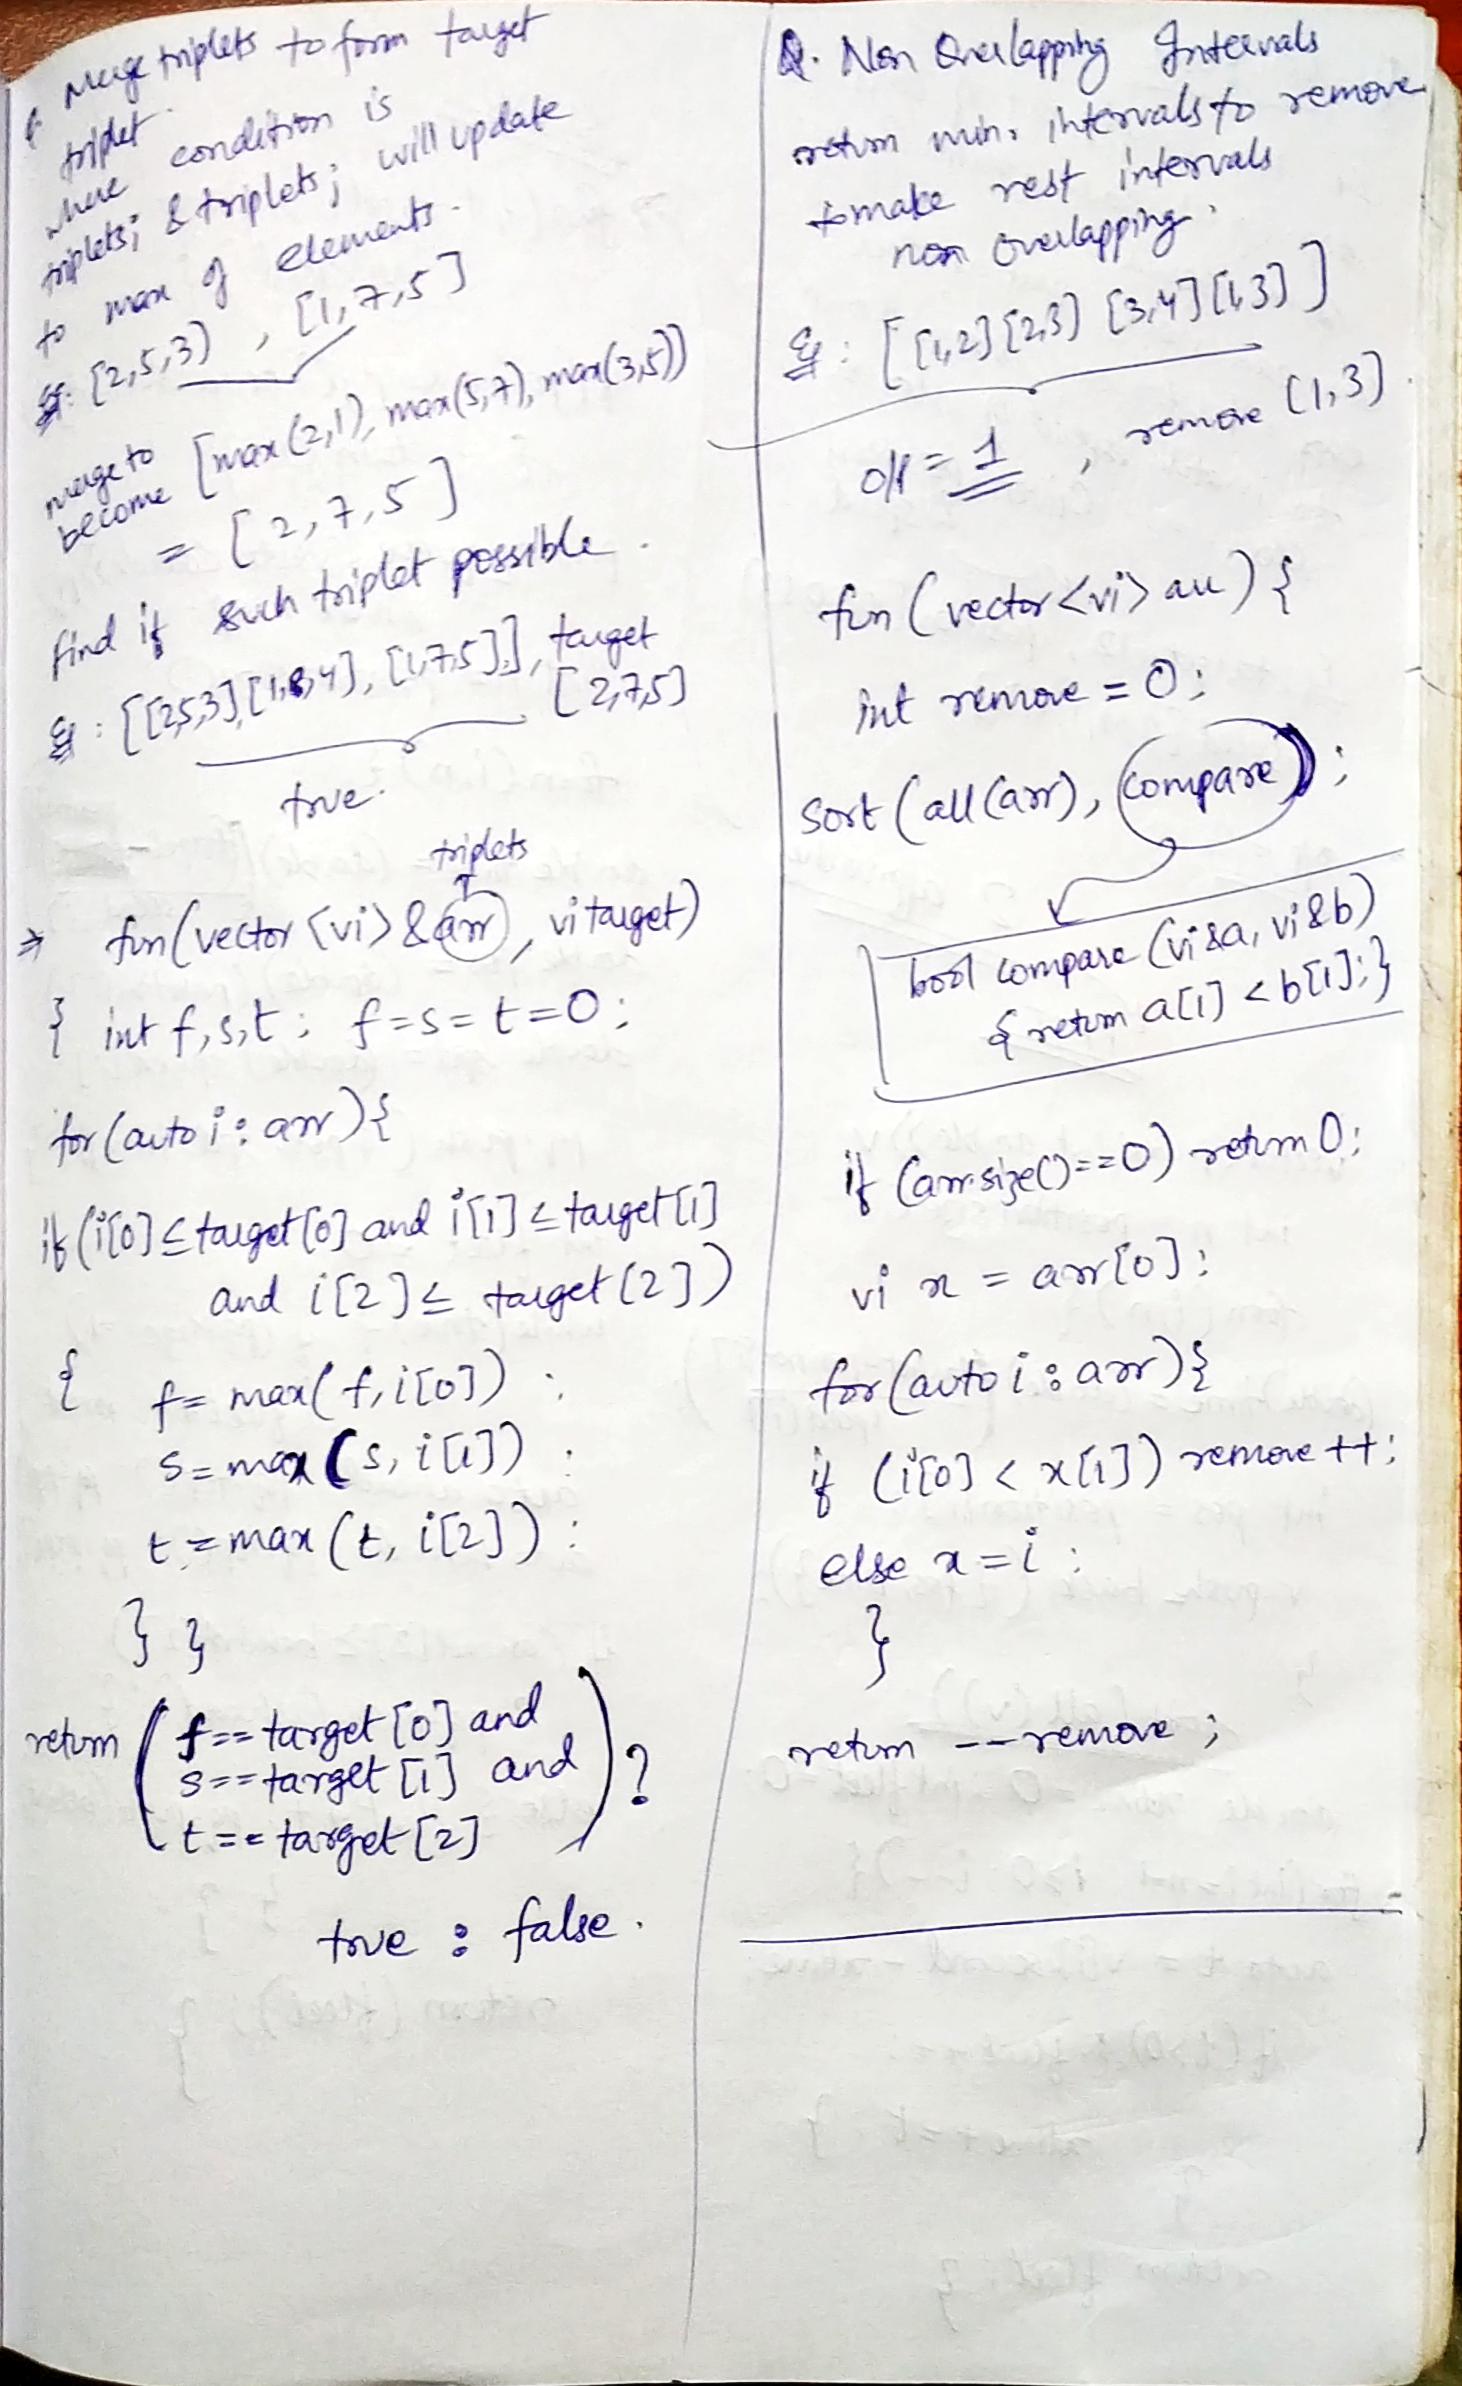 Q. Merge triplets to form target
triplet
where condition is
triplets; & triplets; will update
to max of elements.
Eg: [2,5,3) , [1,7,5]
merge to
become [max(2,1), max(5,7), max(3,5))
= [2,7,5]
find if such triplet possible.
Eg: [[2,5,3],[1,8,4],[1,7,5]], target
[2,7,5)
true.
triplets
⇒ fun(vector<vi> &arr, vi target)
{ int f,s,t; f=s=t=0;
for(auto i: arr){
if(i[0]≤target[0] and i[1]≤target[1]
and i[2]≤ target[2])
{ f= max(f,i[0]);
s=max(s,i[1]);
t=max(t,i[2]);
} }
return ( f==target[0] and
s==target[1] and
t==target[2] ) ?
true : false.
Q. Non Overlapping Intervals
return min. intervals to remove
to make rest intervals
non overlapping.
Eg: [[1,2][2,3)[3,4][1,3)]
o/p = 1 , remove (1,3).
fun(vector<vi> arr){
int remove = 0;
sort(all(arr), compare);
bool compare(vi&a, vi&b)
{ return a[1] < b[1];}
if (arr.size()==0) return 0;
vi x = arr[0];
for(auto i: arr){
if (i[0] < x[1]) remove++;
else x=i;
}
return --remove;